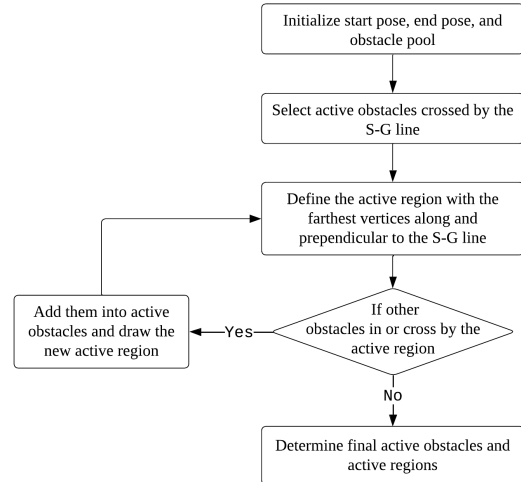 Initialize start pose, end pose, and
obstacle pool
Select active obstacles crossed by the
S-G line
Define the active region with the
farthest vertices along and
prependicular to the S-G line
If other
obstacles in or cross by the
active region
Yes
Add them into active
obstacles and draw the
new active region
No
Determine final active obstacles and
active regions